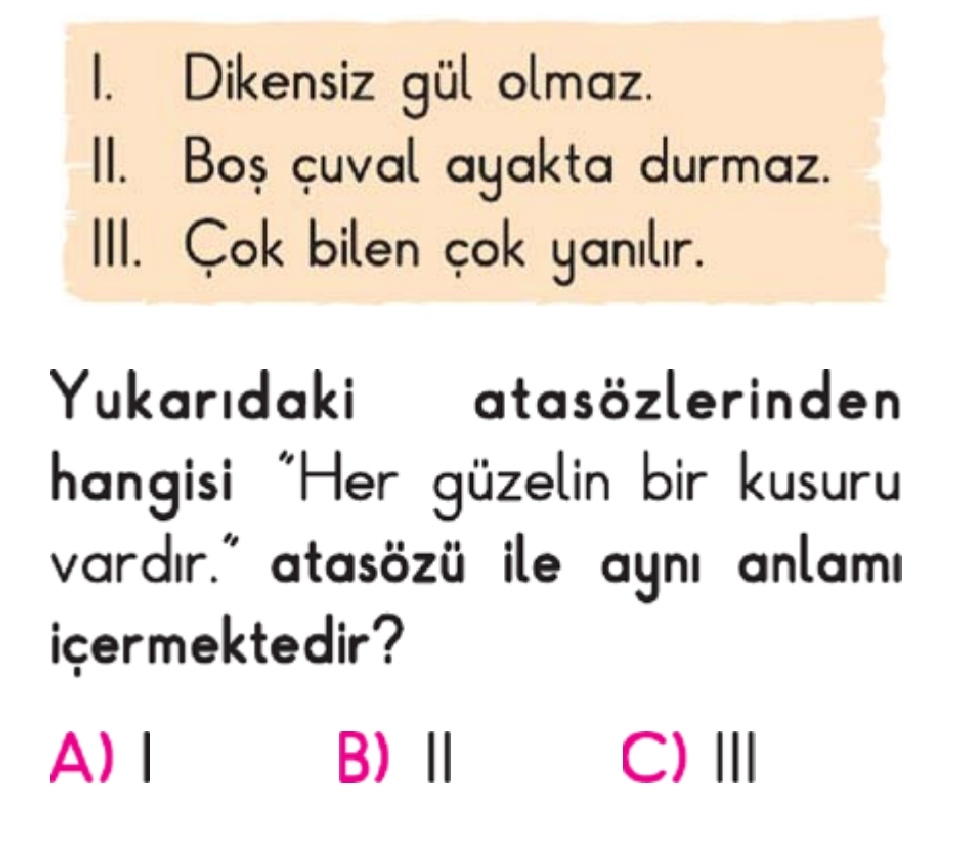 I. Dikensiz gül olmaz.
II. Boş çuval ayakta durmaz.
III. Çok bilen çok yanılır.
Yukarıdaki atasözlerinden
hangisi "Her güzelin bir kusuru
vardır." atasözü ile aynı anlamı
içermektedir?
A) I B) II C) III